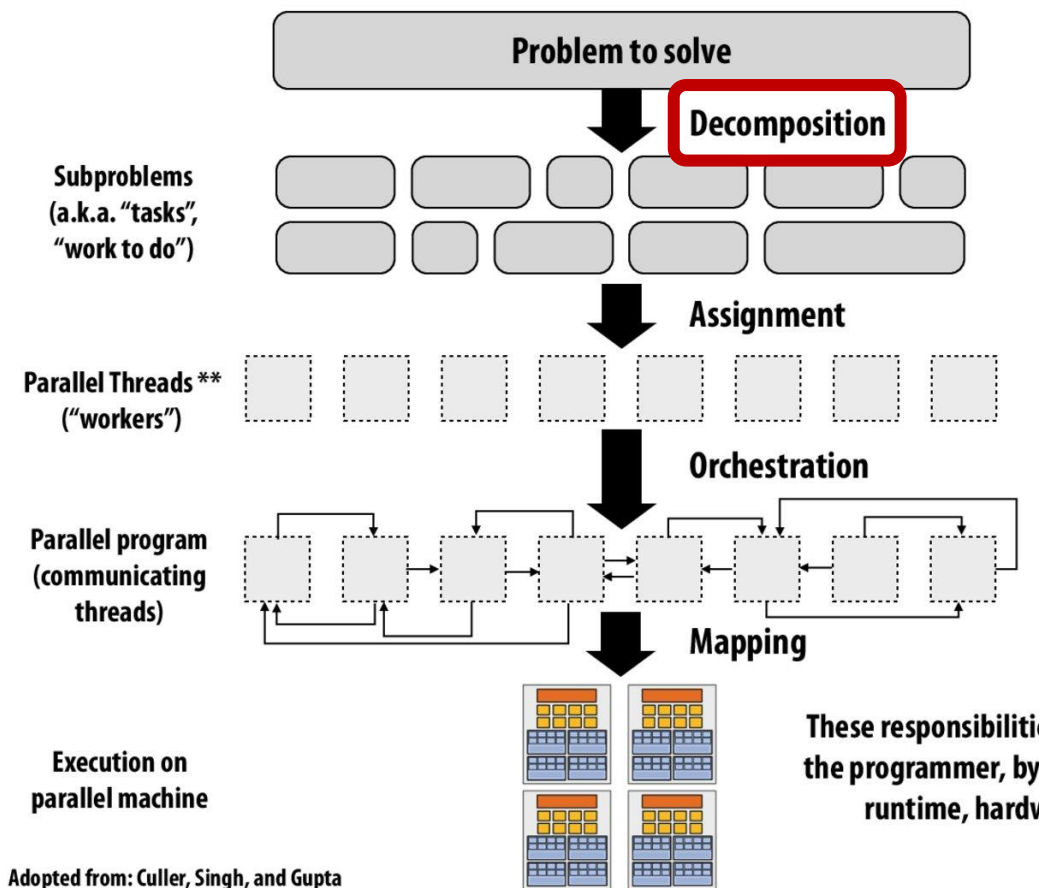 Problem to solve
Decomposition
Subproblems
(a.k.a. “tasks”,
“work to do”)
Assignment
Parallel Threads **
(“workers”)
Orchestration
Parallel program
(communicating
threads)
Mapping
Execution on
parallel machine
These responsibilitie
the programmer, by
runtime, hardw
Adopted from: Culler, Singh, and Gupta